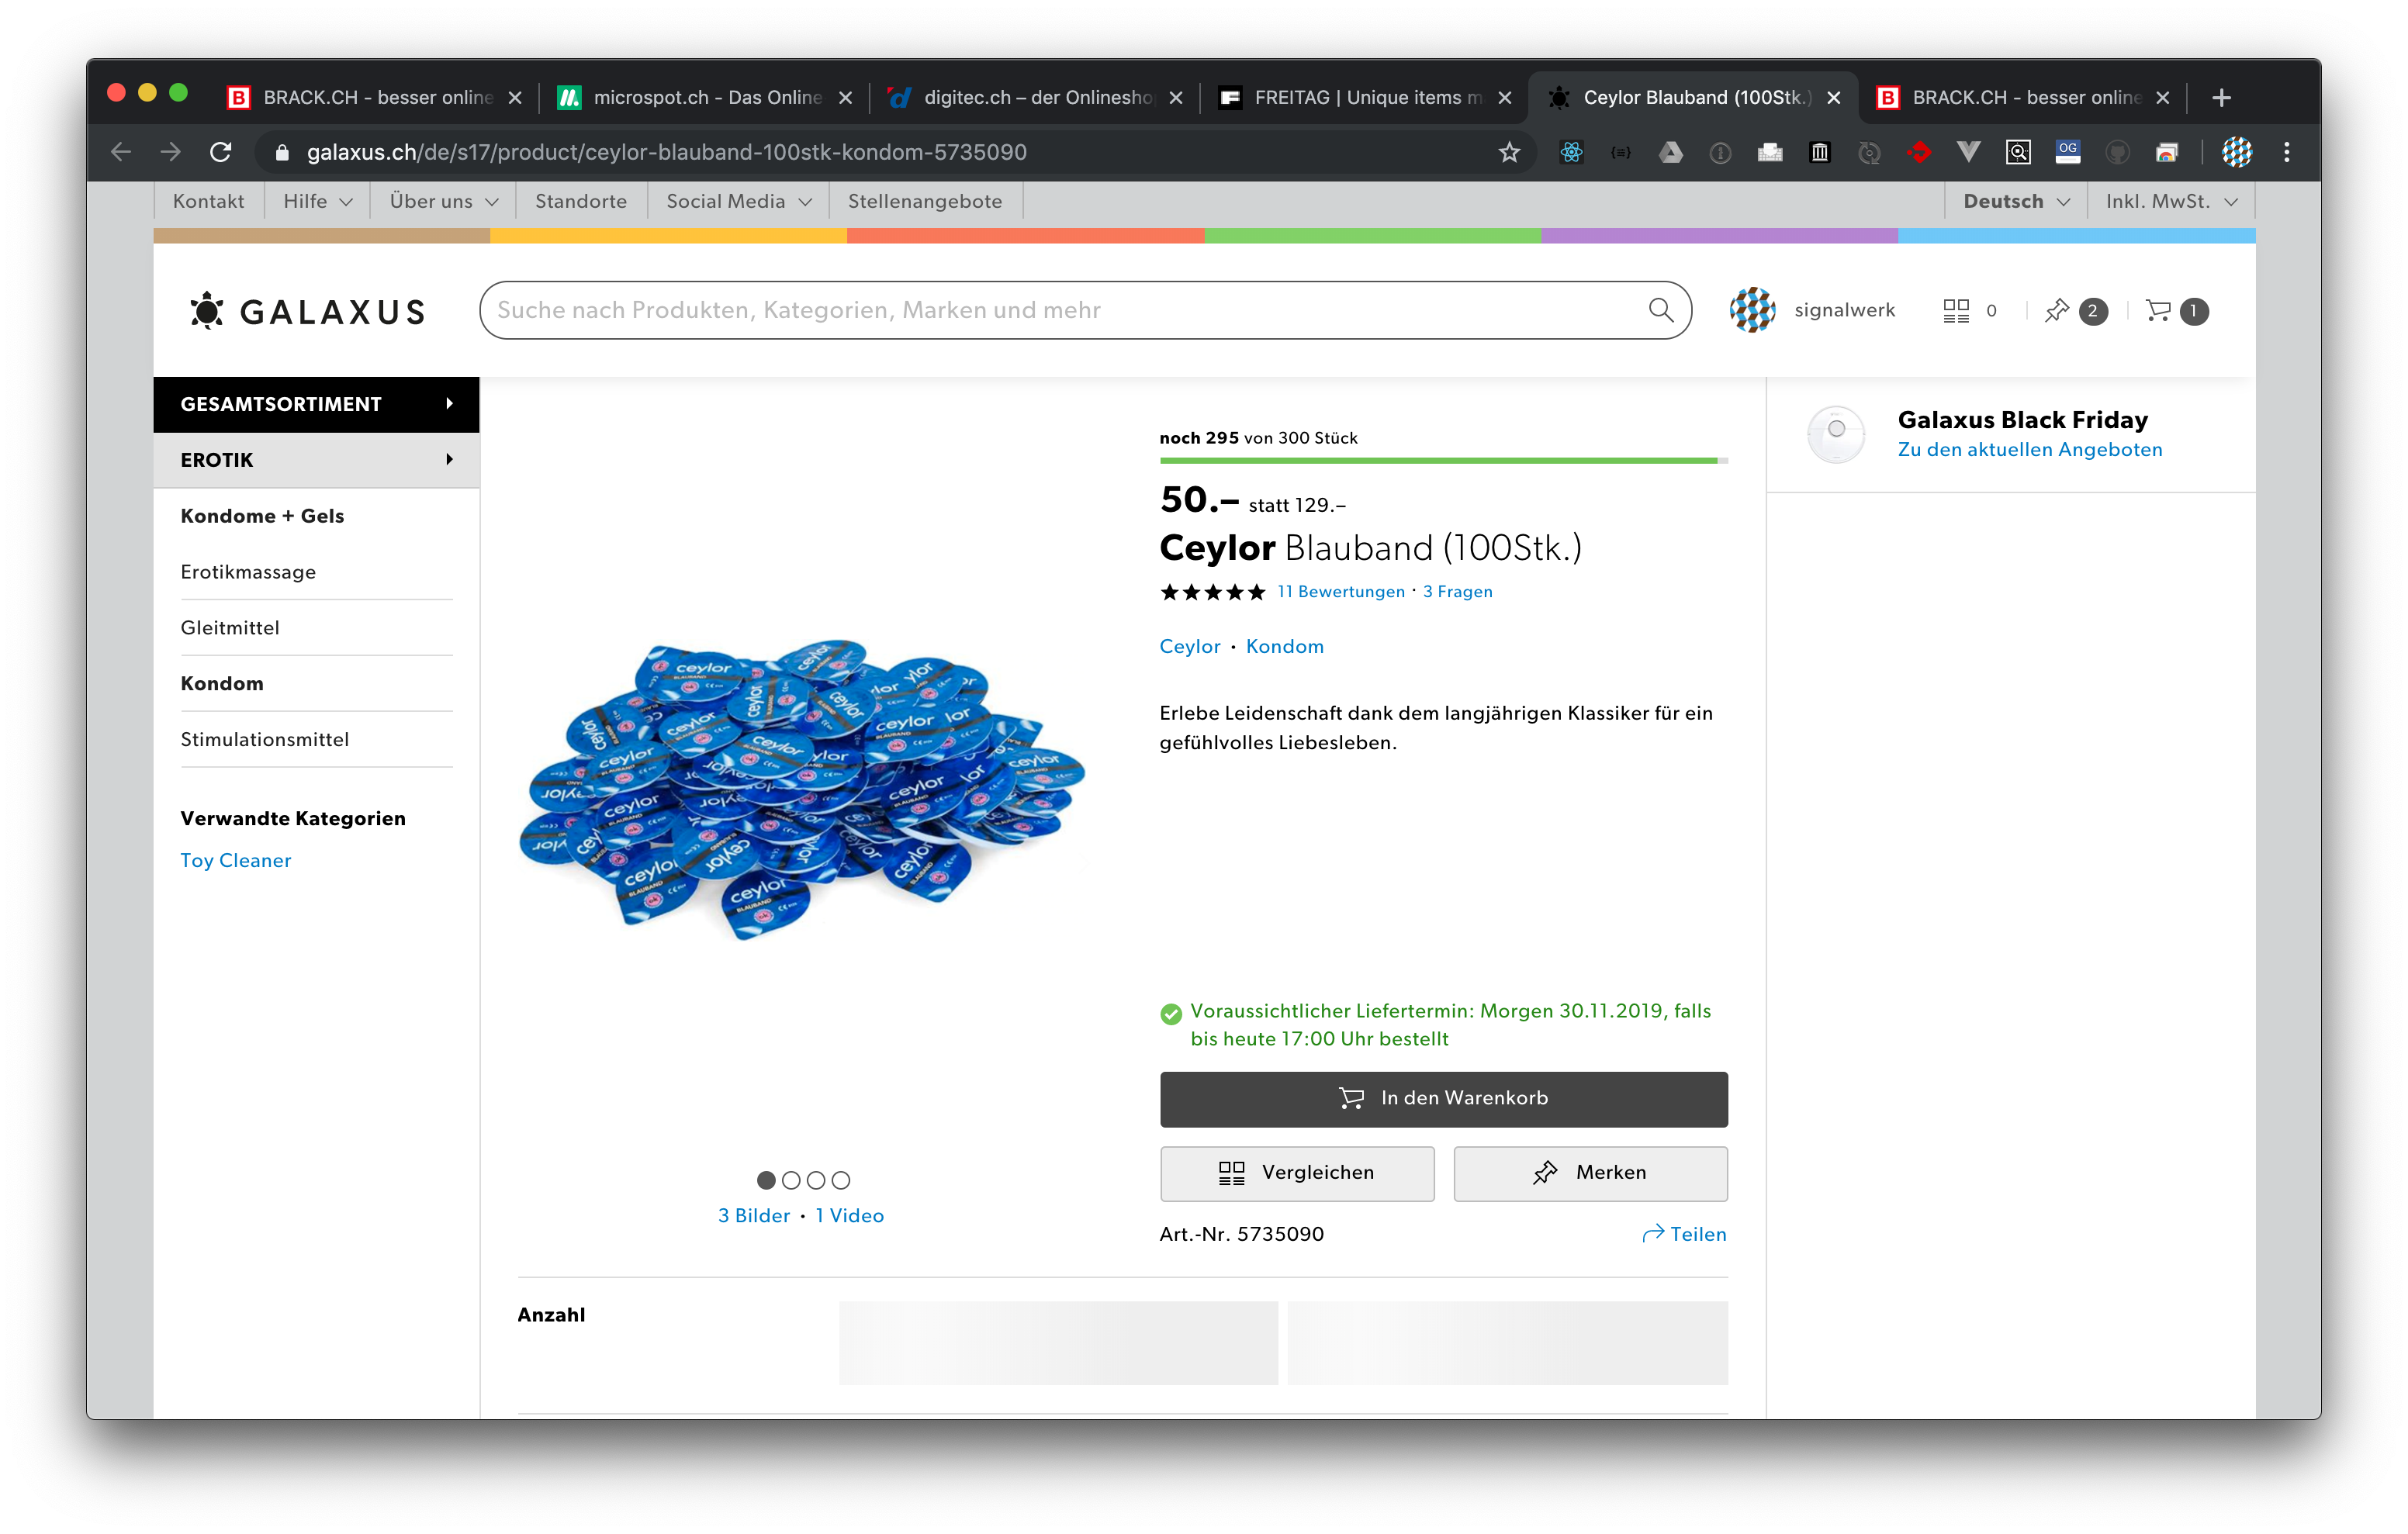 BRACK.CH - besser online
microspot.ch - Das Online
digitec.ch – der Onlinesho
FREITAG | Unique items m
Ceylor Blauband (100Stk.)
BRACK.CH - besser online
galaxus.ch/de/s17/product/ceylor-blauband-100stk-kondom-5735090
OG
Kontakt
Hilfe
Über uns
Standorte
Social Media
Stellenangebote
Deutsch
Inkl. MwSt.
GALAXUS
Suche nach Produkten, Kategorien, Marken und mehr
signalwerk
0
2
1
GESAMTSORTIMENT
EROTIK
Kondome + Gels
Erotikmassage
Gleitmittel
Kondom
Stimulationsmittel
Verwandte Kategorien
Toy Cleaner
ceylor
BLAUBAND
3 Bilder • 1 Video
noch 295 von 300 Stück
50.– statt 129.–
Ceylor Blauband (100Stk.)
11 Bewertungen • 3 Fragen
Ceylor • Kondom
Erlebe Leidenschaft dank dem langjährigen Klassiker für ein
gefühlvolles Liebesleben.
Voraussichtlicher Liefertermin: Morgen 30.11.2019, falls
bis heute 17:00 Uhr bestellt
In den Warenkorb
Vergleichen
Merken
Art.-Nr. 5735090
Teilen
Anzahl
Galaxus Black Friday
Zu den aktuellen Angeboten